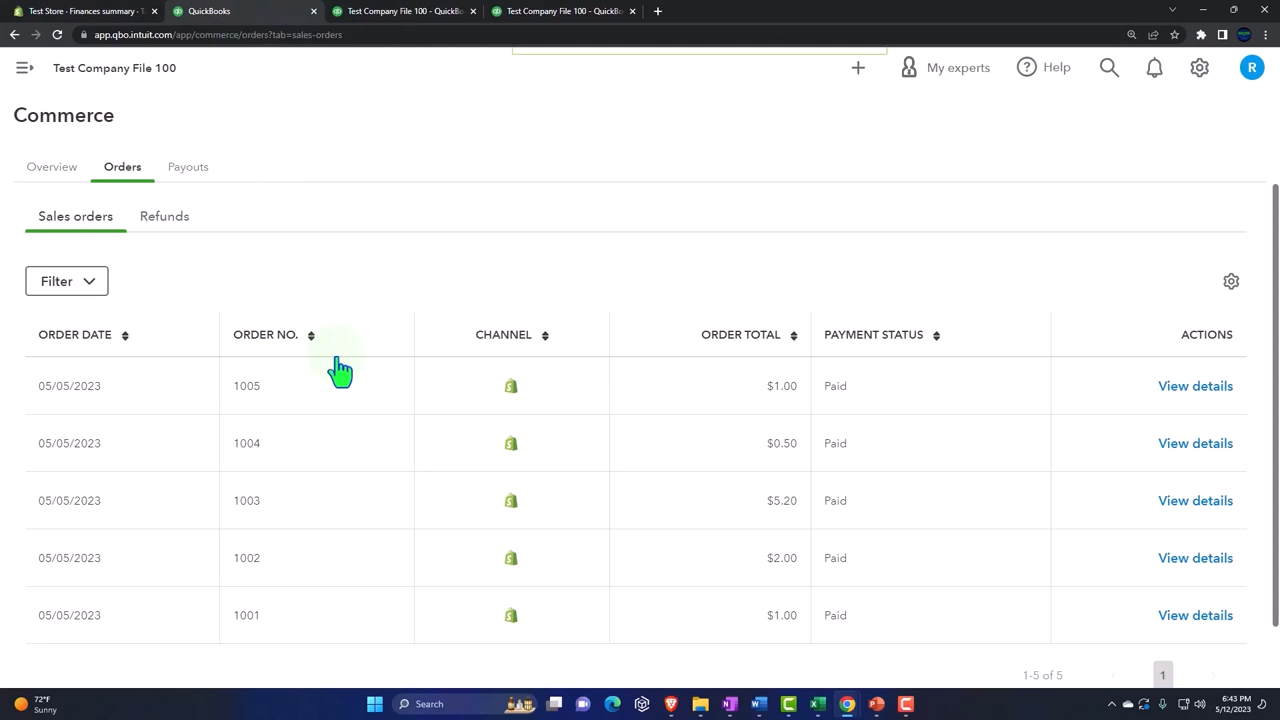 Test Store - Finances summary - T
QuickBooks
Test Company File 100 - QuickBo
Test Company File 100 - QuickBo
app.qbo.intuit.com/app/commerce/orders?tab=sales-orders
Test Company File 100
My experts
Help
R
Commerce
Overview Orders Payouts
Sales orders Refunds
Filter
ORDER DATE ORDER NO. CHANNEL ORDER TOTAL PAYMENT STATUS ACTIONS
05/05/2023 1005 $1.00 Paid View details
05/05/2023 1004 $0.50 Paid View details
05/05/2023 1003 $5.20 Paid View details
05/05/2023 1002 $2.00 Paid View details
05/05/2023 1001 $1.00 Paid View details
1-5 of 5 1
72°F
Sunny
Search
6:43 PM
5/12/2023